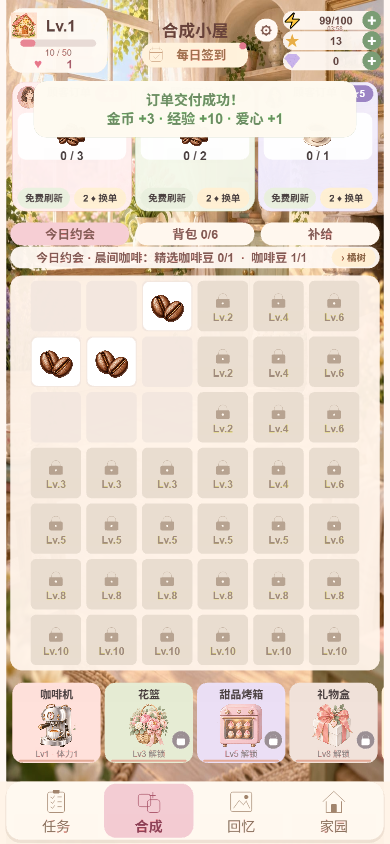 Lv.1
10 / 50
♥ 1
合成小屋
每日签到
99/100
03:58
13
0
订单交付成功！
金币 +3 · 经验 +10 · 爱心 +1
0 / 3
0 / 2
0 / 1
免费刷新
2 ♦ 换单
免费刷新
2 ♦ 换单
免费刷新
2 ♦ 换单
今日约会
背包 0/6
补给
今日约会 · 晨间咖啡：精选咖啡豆 0/1 · 咖啡豆 1/1
› 橘树
Lv.2 Lv.4 Lv.6
Lv.2 Lv.4 Lv.6
Lv.2 Lv.4 Lv.6
Lv.3 Lv.3 Lv.3 Lv.3 Lv.4 Lv.6
Lv.5 Lv.5 Lv.5 Lv.5 Lv.5 Lv.6
Lv.8 Lv.8 Lv.8 Lv.8 Lv.8 Lv.8
Lv.10 Lv.10 Lv.10 Lv.10 Lv.10 Lv.10
咖啡机
Lv1 · 体力1
花篮
Lv3 解锁
甜品烤箱
Lv5 解锁
礼物盒
Lv8 解锁
任务
合成
回忆
家园